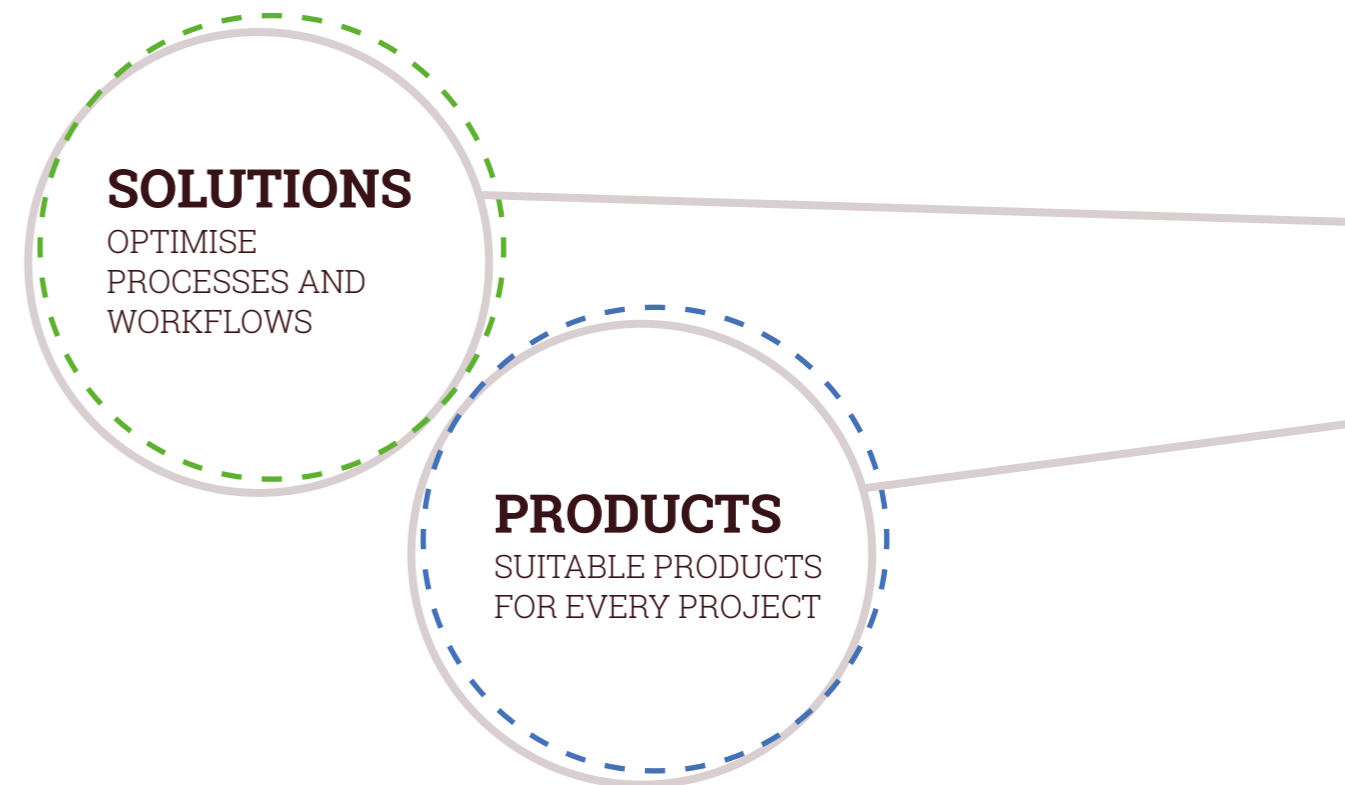 SOLUTIONS
OPTIMISE
PROCESSES AND
WORKFLOWS
PRODUCTS
SUITABLE PRODUCTS
FOR EVERY PROJECT